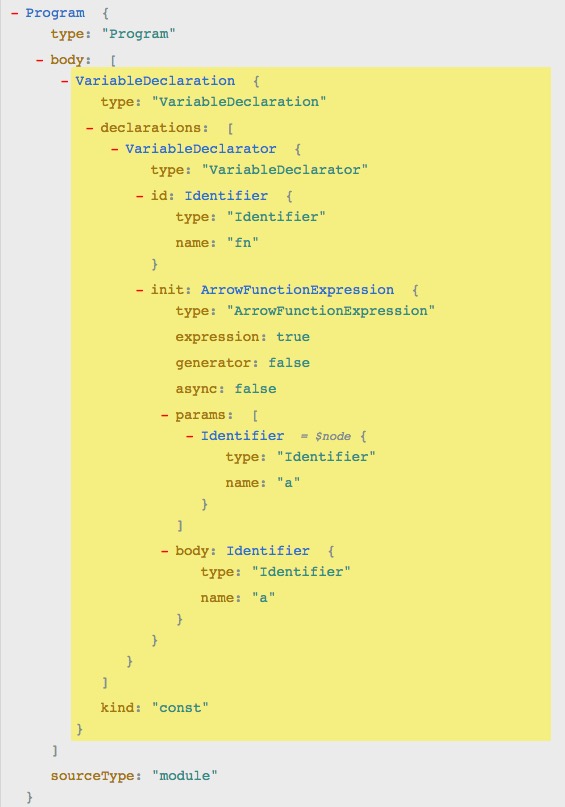 - Program {
type: "Program"
- body: [
- VariableDeclaration {
type: "VariableDeclaration"
- declarations: [
- VariableDeclarator {
type: "VariableDeclarator"
- id: Identifier {
type: "Identifier"
name: "fn"
}
- init: ArrowFunctionExpression {
type: "ArrowFunctionExpression"
expression: true
generator: false
async: false
- params: [
- Identifier = $node {
type: "Identifier"
name: "a"
}
]
- body: Identifier {
type: "Identifier"
name: "a"
}
}
}
]
kind: "const"
}
]
sourceType: "module"
}